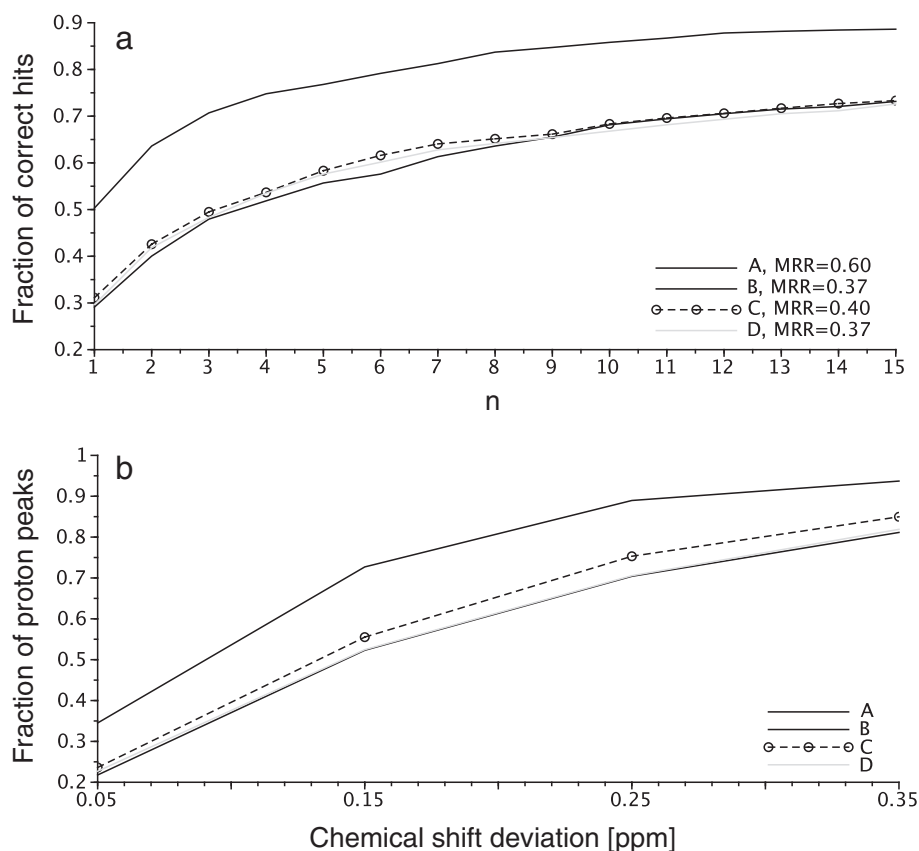 a
Fraction of correct hits
0.9
0.8
0.7
0.6
0.5
0.4
0.3
0.2
A, MRR=0.60
B, MRR=0.37
C, MRR=0.40
D, MRR=0.37
1 2 3 4 5 6 7 8 9 10 11 12 13 14 15
n
b
Fraction of proton peaks
1
0.9
0.8
0.7
0.6
0.5
0.4
0.3
0.2
A
B
C
D
0.05 0.15 0.25 0.35
Chemical shift deviation [ppm]